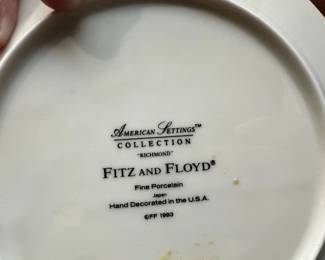 AMERICAN SETTINGS™
COLLECTION
"RICHMOND"
FITZ AND FLOYD®
Fine Porcelain
Japan
Hand Decorated in the U.S.A.
©FF 1993